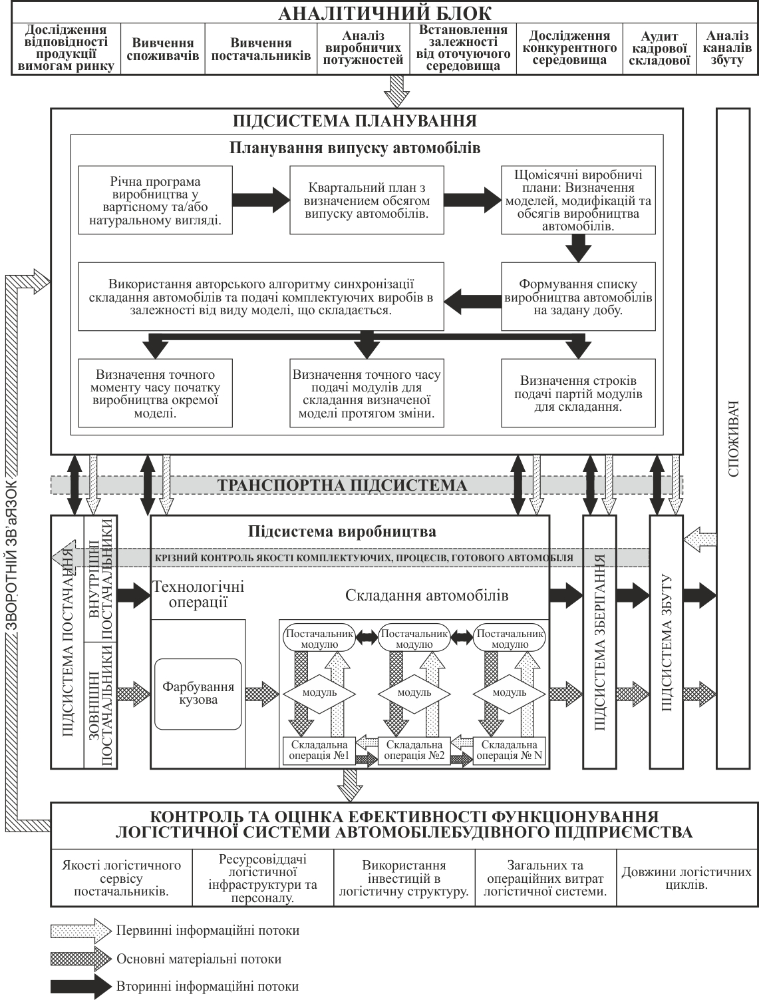 АНАЛІТИЧНИЙ БЛОК
Дослідження
відповідності
продукції
вимогам ринку
Вивчення
споживачів
Вивчення
постачальників
Аналіз
виробничих
потужностей
Встановлення
залежності
від оточуючого
середовища
Дослідження
конкурентного
середовища
Аудит
кадрової
складової
Аналіз
каналів
збуту
ПІДСИСТЕМА ПЛАНУВАННЯ
Планування випуску автомобілів
Річна програма
виробництва у
вартісному та/або
натуральному вигляді.
Квартальний план з
визначенням обсягом
випуску автомобілів.
Щомісячні виробничі
плани: Визначення
моделей, модифікацій та
обсягів виробництва
автомобілів.
Використання авторського алгоритму синхронізації
складання автомобілів та подачі комплектуючих виробів в
залежності від виду моделі, що складається.
Формування списку
виробництва автомобілів
на задану добу.
Визначення точного
моменту часу початку
виробництва окремої
моделі.
Визначення точного часу
подачі модулів для
складання визначеної
моделі протягом зміни.
Визначення строків
подачі партій модулів
для складання.
СПОЖИВАЧ
ЗВОРОТНІЙ ЗВ'аЯЗОК
ТРАНСПОРТНА ПІДСИСТЕМА
ПІДСИСТЕМА ПОСТАЧАННЯ
ВНУТРІШНІ
ПОСТАЧАЛЬНИКИ
ЗОВНІШНІ
ПОСТАЧАЛЬНИКИ
Підсистема виробництва
КРІЗНИЙ КОНТРОЛЬ ЯКОСТІ КОМПЛЕКТУЮЧИХ, ПРОЦЕСІВ, ГОТОВОГО АВТОМОБІЛЯ
Технологічні
операції
Складання автомобілів
Фарбування
кузова
Постачальник
модулю
Постачальник
модулю
Постачальник
модулю
модуль
модуль
модуль
Складальна
операція №1
Складальна
операція №2
Складальна
операція № N
ПІДСИСТЕМА ЗБЕРІГАННЯ
ПІДСИСТЕМА ЗБУТУ
КОНТРОЛЬ ТА ОЦІНКА ЕФЕКТИВНОСТІ ФУНКЦІОНУВАННЯ
ЛОГІСТИЧНОЇ СИСТЕМИ АВТОМОБІЛЕБУДІВНОГО ПІДПРИЄМСТВА
Якості логістичного
сервісу
постачальників.
Ресурсовіддачі
логістичної
інфраструктури та
персоналу.
Використання
інвестицій в
логістичну структуру.
Загальних та
операційних витрат
логістичної системи.
Довжини логістичних
циклів.
Первинні інформаційні потоки
Основні матеріальні потоки
Вторинні інформаційні потоки